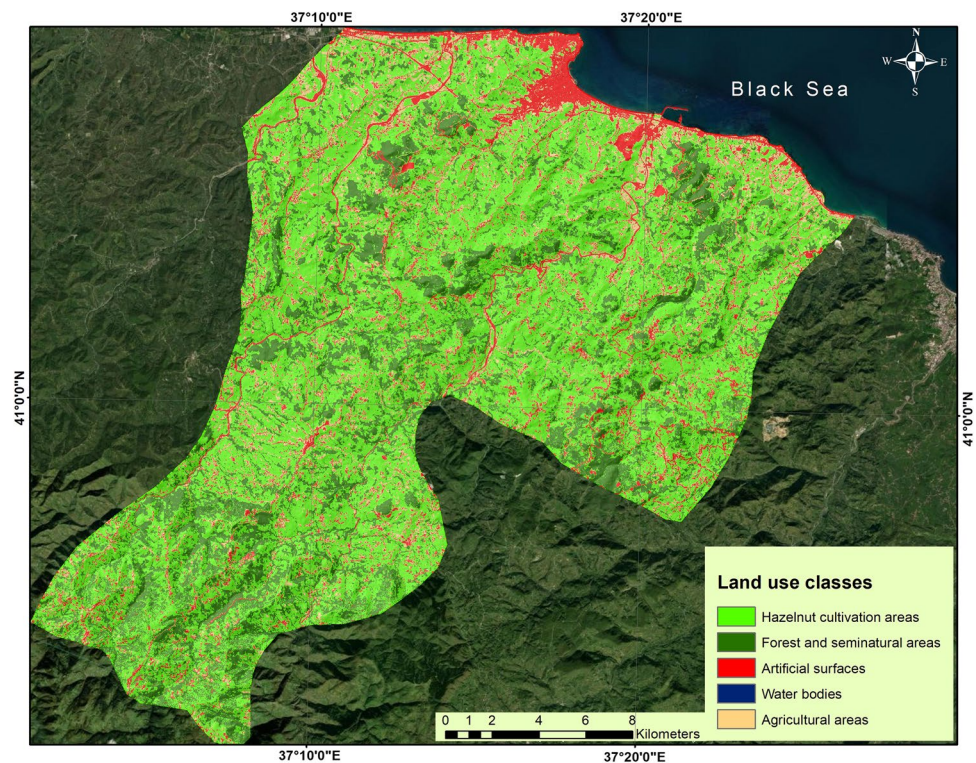 37°10'0"E
37°20'0"E
N
W
E
S
Black Sea
41°0'0"N
41°0'0"N
Land use classes
Hazelnut cultivation areas
Forest and seminatural areas
Artificial surfaces
Water bodies
Agricultural areas
0 1 2 4 6 8
Kilometers
37°10'0"E
37°20'0"E